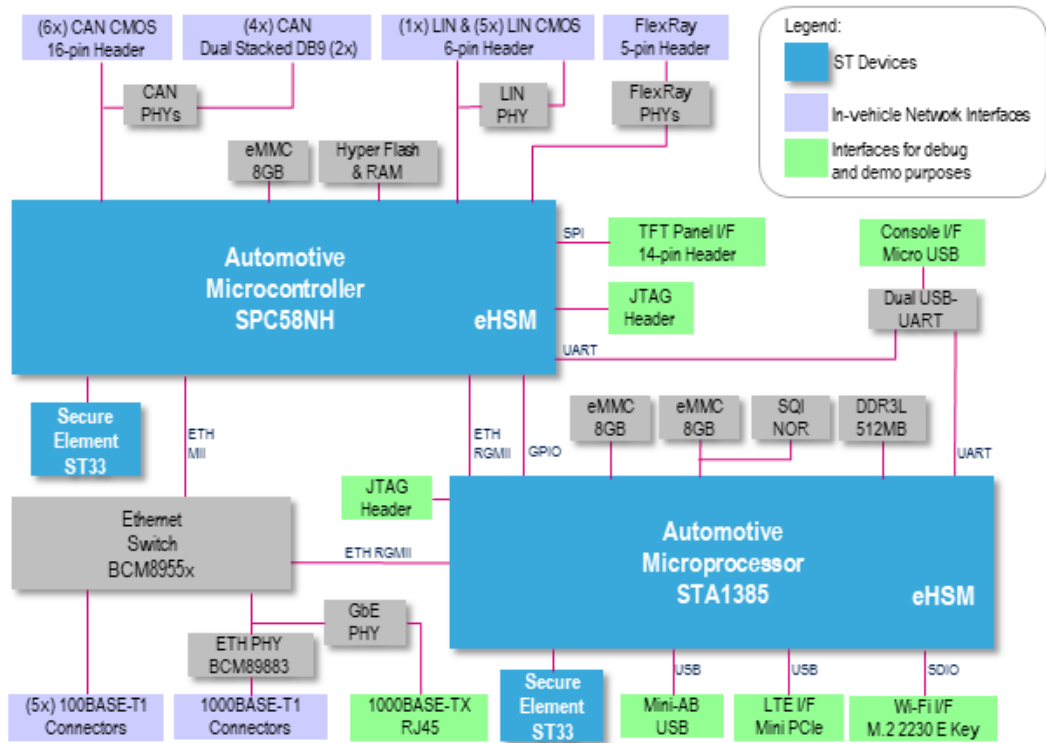 (6x) CAN CMOS
16-pin Header
(4x) CAN
Dual Stacked DB9 (2x)
(1x) LIN & (5x) LIN CMOS
6-pin Header
FlexRay
5-pin Header
Legend:
ST Devices
In-vehicle Network Interfaces
Interfaces for debug
and demo purposes
CAN
PHYs
LIN
PHY
FlexRay
PHYs
eMMC
8GB
Hyper Flash
& RAM
Automotive
Microcontroller
SPC58NH
eHSM
SPI
TFT Panel I/F
14-pin Header
JTAG
Header
Console I/F
Micro USB
Dual USB-
UART
UART
Secure
Element
ST33
ETH
MII
ETH
RGMII
GPIO
eMMC
8GB
eMMC
8GB
SQI
NOR
DDR3L
512MB
UART
JTAG
Header
Ethernet
Switch
BCM8955x
ETH RGMII
Automotive
Microprocessor
STA1385
eHSM
GbE
PHY
ETH PHY
BCM89883
USB
USB
SDIO
(5x) 100BASE-T1
Connectors
1000BASE-T1
Connectors
1000BASE-TX
RJ45
Secure
Element
ST33
Mini-AB
USB
LTE I/F
Mini PCIe
Wi-Fi I/F
M.2 2230 E Key